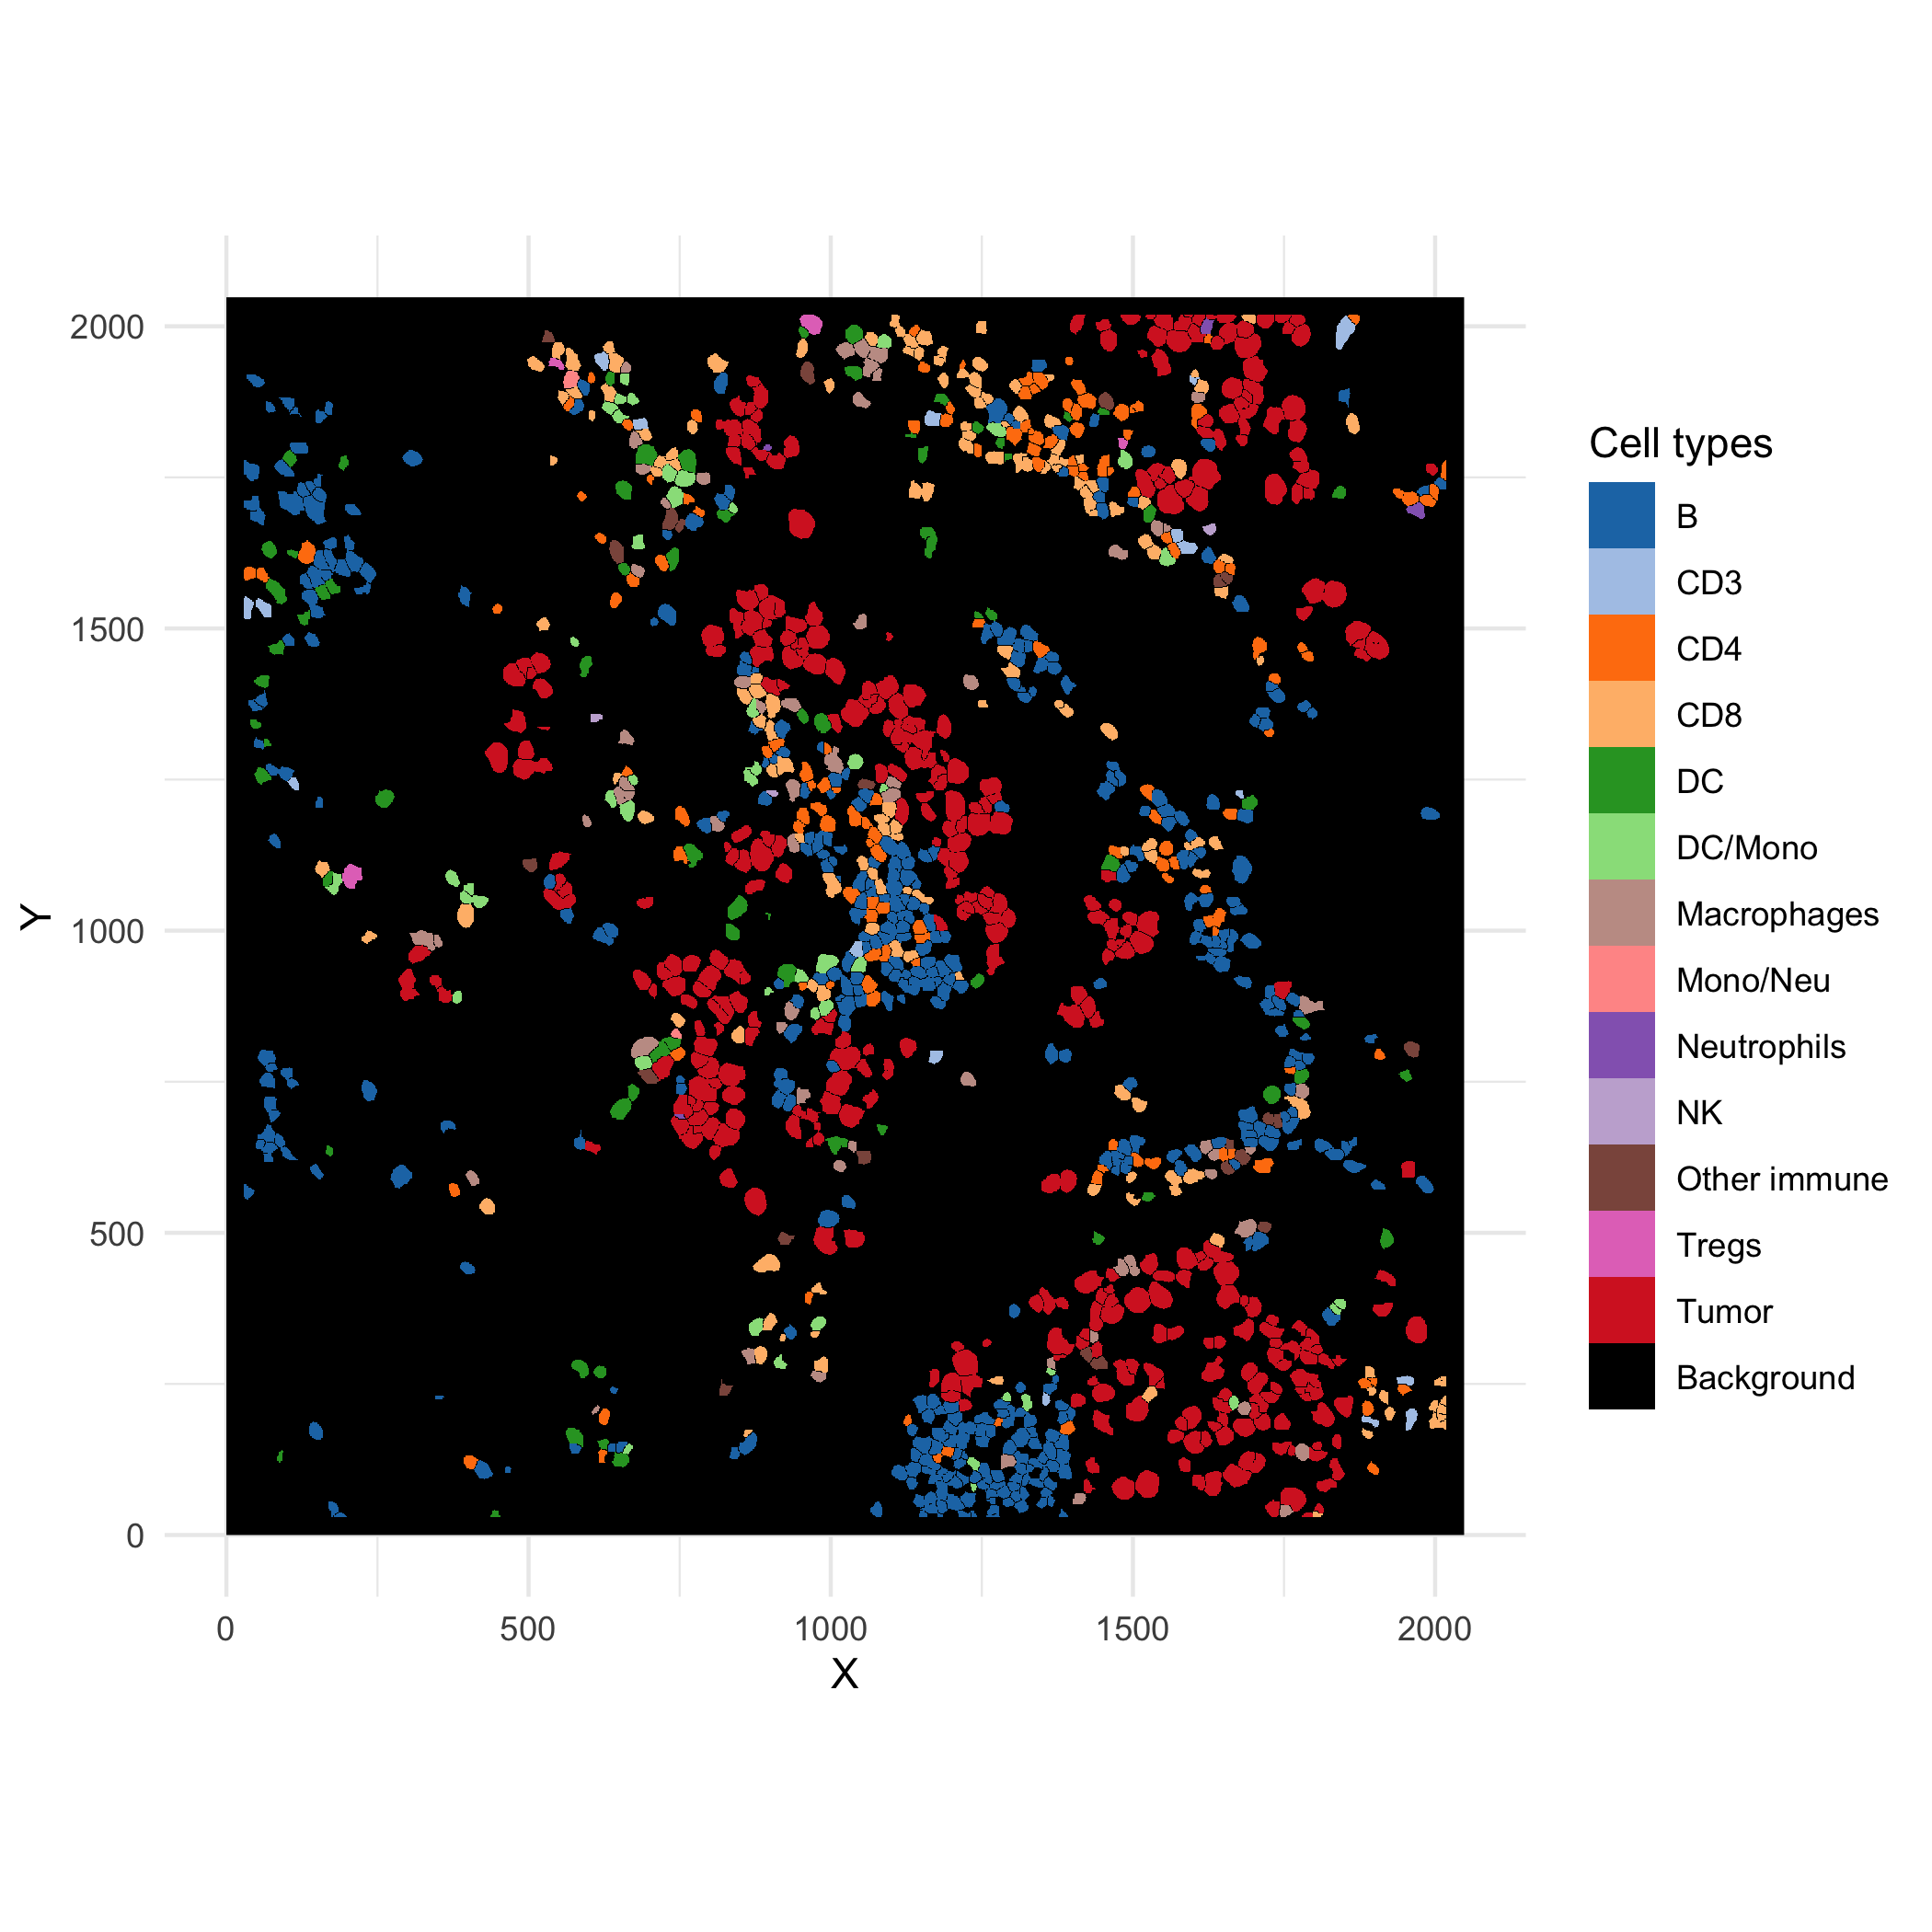 2000
1500
1000
500
0
Y
0 500 1000 1500 2000
X
Cell types
B
CD3
CD4
CD8
DC
DC/Mono
Macrophages
Mono/Neu
Neutrophils
NK
Other immune
Tregs
Tumor
Background